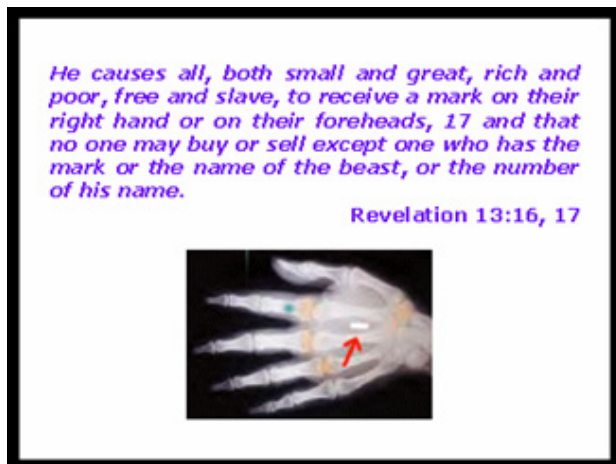 He causes all, both small and great, rich and
poor, free and slave, to receive a mark on their
right hand or on their foreheads, 17 and that
no one may buy or sell except one who has the
mark or the name of the beast, or the number
of his name.
Revelation 13:16, 17